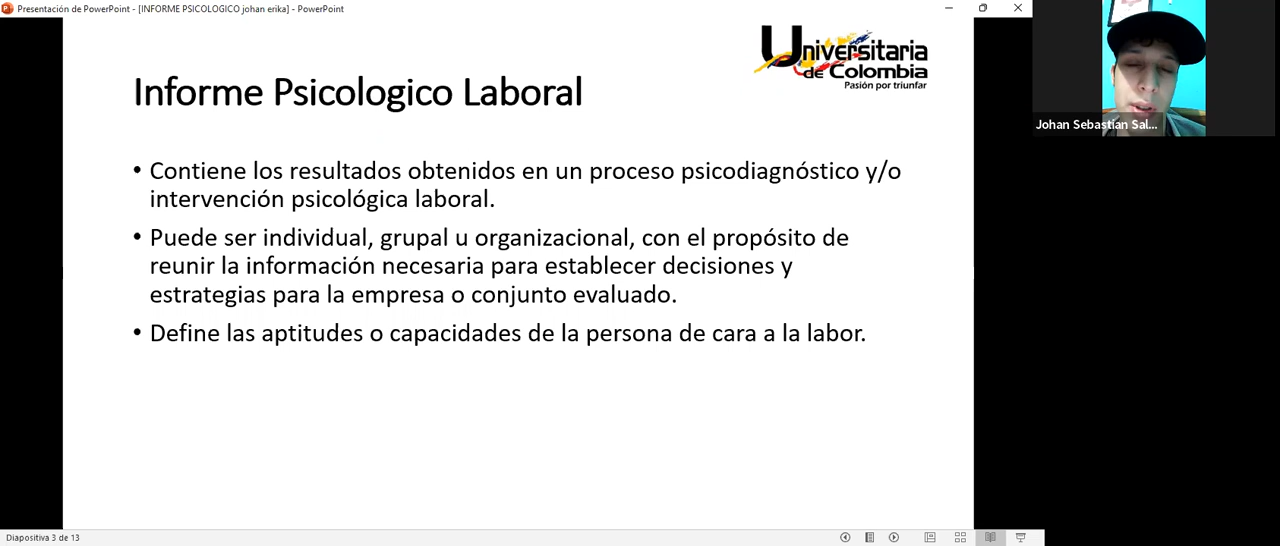 Presentación de PowerPoint - [INFORME PSICOLOGICO johan erika] - PowerPoint
Universitaria
de Colombia
Pasión por triunfar
Johan Sebastian Sal...
Informe Psicologico Laboral
• Contiene los resultados obtenidos en un proceso psicodiagnóstico y/o
intervención psicológica laboral.
• Puede ser individual, grupal u organizacional, con el propósito de
reunir la información necesaria para establecer decisiones y
estrategias para la empresa o conjunto evaluado.
• Define las aptitudes o capacidades de la persona de cara a la labor.
Diapositiva 3 de 13